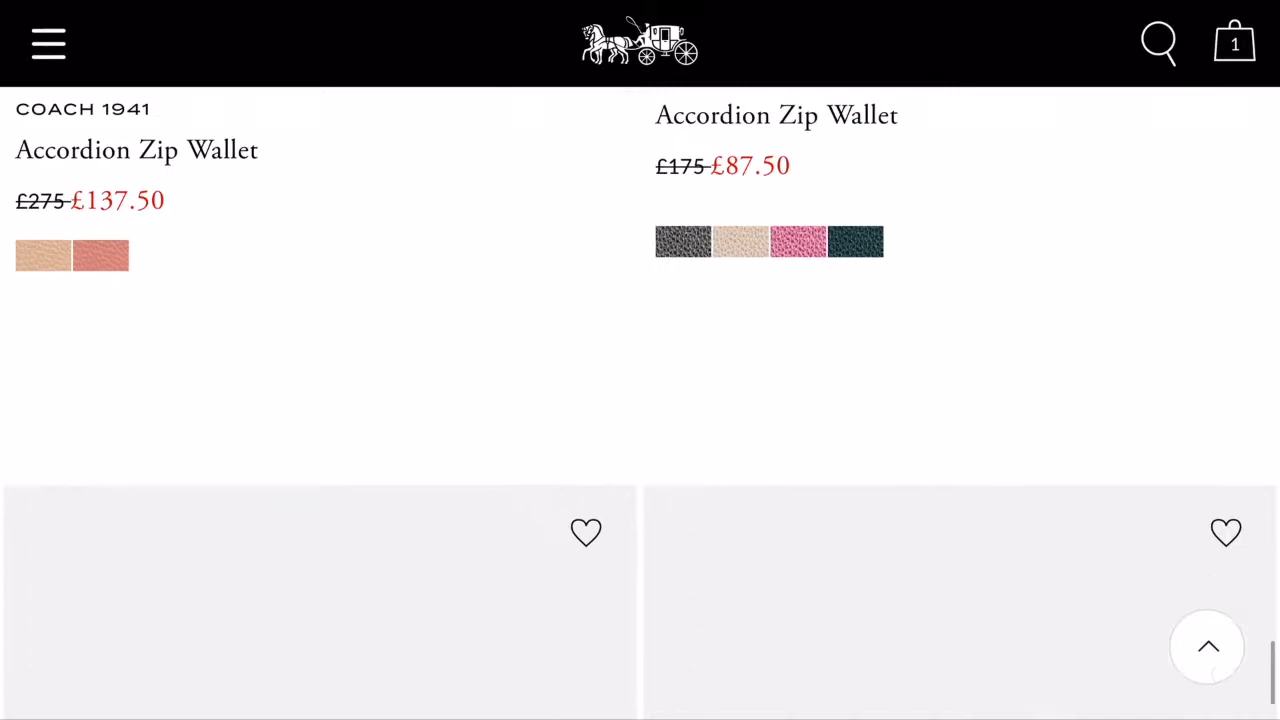 1
COACH 1941
Accordion Zip Wallet
£275 £137.50
Accordion Zip Wallet
£175 £87.50